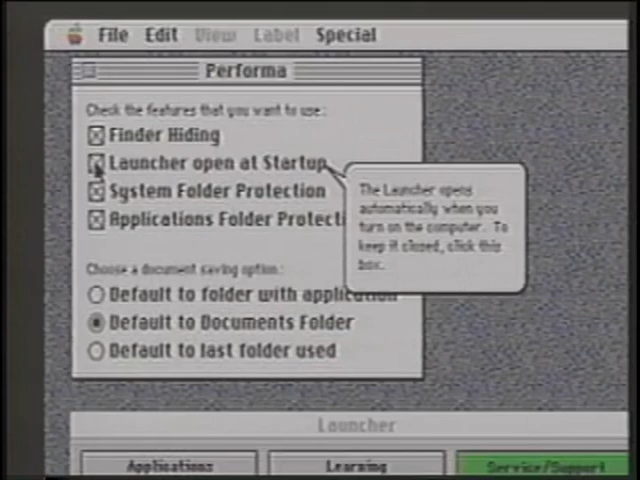 File Edit View Label Special
Performa
Check the features that you want to use:
Finder Hiding
Launcher open at Startup
System Folder Protection
Applications Folder Protecti
The Launcher opens
automatically when you
turn on the computer. To
keep it closed, click this
box.
Choose a document saving option:
Default to folder with application
Default to Documents Folder
Default to last folder used
Launcher
Applications
Learning
Service/Support